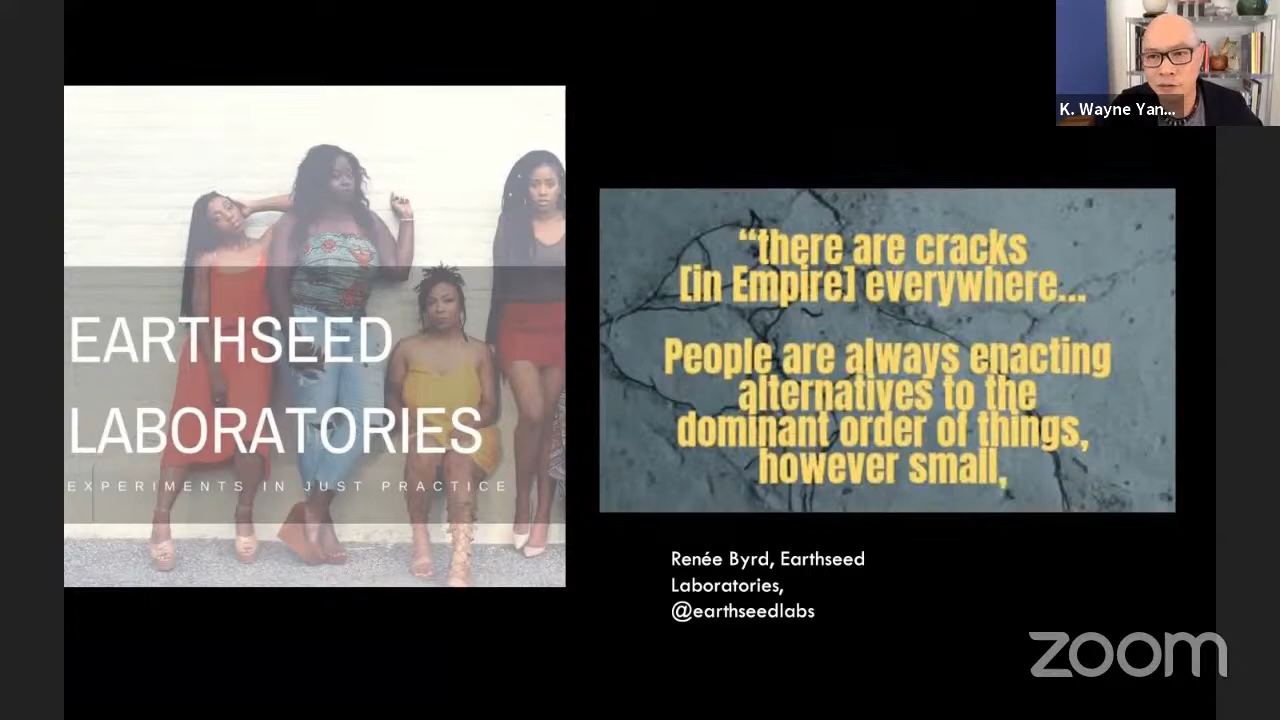 K. Wayne Yan...
EARTHSEED
LABORATORIES
EXPERIMENTS IN JUST PRACTICE
“there are cracks
[in Empire] everywhere...
People are always enacting
alternatives to the
dominant order of things,
however small,
Renée Byrd, Earthseed
Laboratories,
@earthseedlabs
zoom